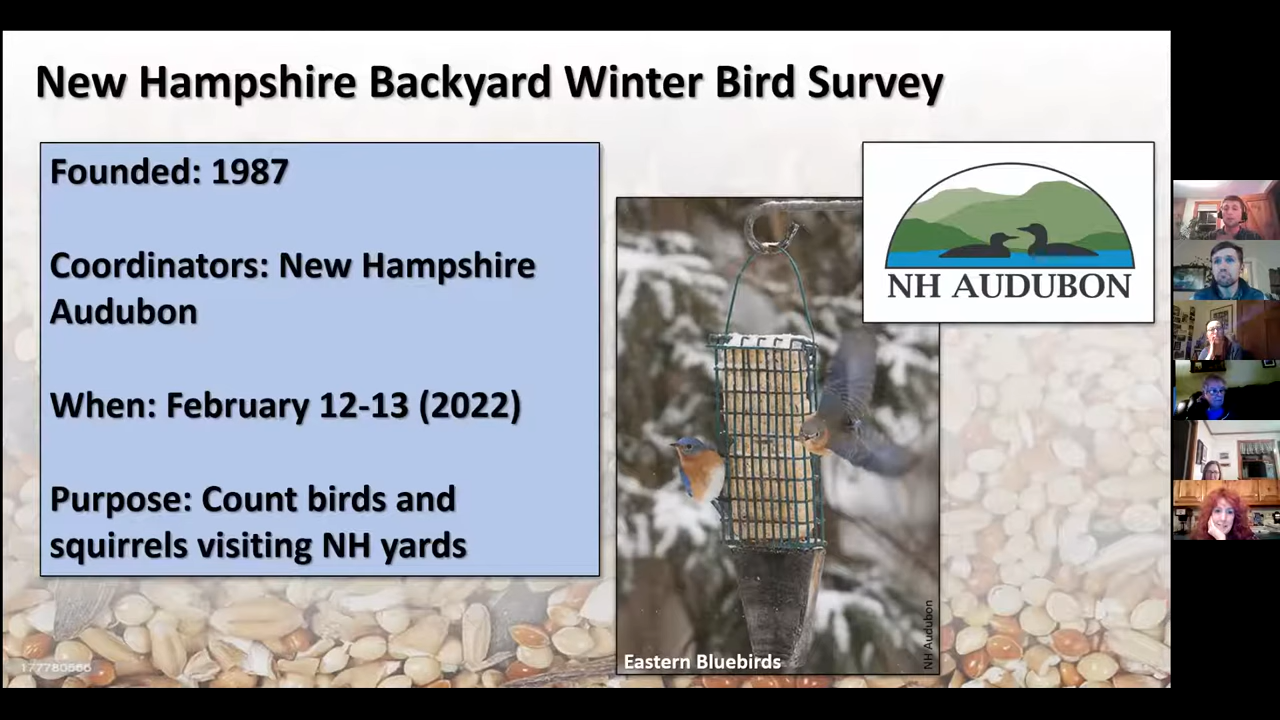 New Hampshire Backyard Winter Bird Survey
Founded: 1987
Coordinators: New Hampshire
Audubon
When: February 12-13 (2022)
Purpose: Count birds and
squirrels visiting NH yards
NH AUDUBON
Eastern Bluebirds
NH Audubon
177780566